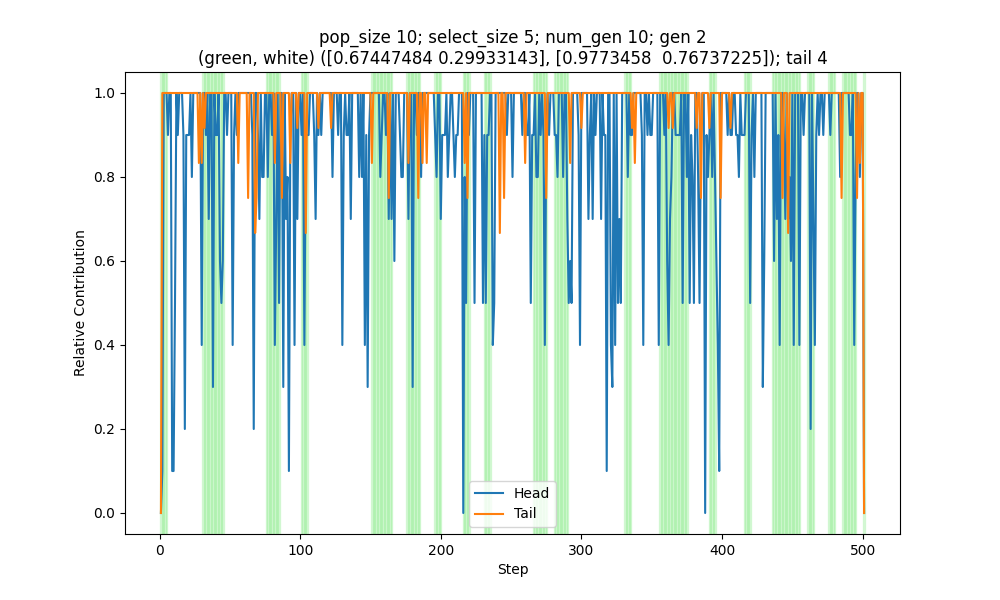 pop_size 10; select_size 5; num_gen 10; gen 2
(green, white) ([0.67447484 0.29933143], [0.9773458  0.76737225]); tail 4
1.0
0.8
0.6
0.4
0.2
0.0
Relative Contribution
Head
Tail
0
100
200
300
400
500
Step